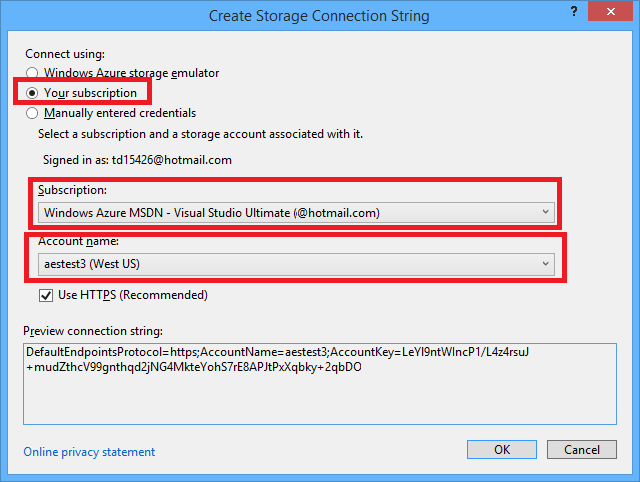 Create Storage Connection String
?
Connect using:
Windows Azure storage emulator
Your subscription
Manually entered credentials
Select a subscription and a storage account associated with it.
Signed in as: td15426@hotmail.com
Subscription:
Windows Azure MSDN - Visual Studio Ultimate (@hotmail.com)
Account name:
aestest3 (West US)
Use HTTPS (Recommended)
Preview connection string:
DefaultEndpointsProtocol=https;AccountName=aestest3;AccountKey=LeYI9ntWlncP1/L4z4rsuJ
+mudZthcV99gnthqd2jNG4MkteYohS7rE8APJtPxXqbky+2qbDO
Online privacy statement
OK
Cancel